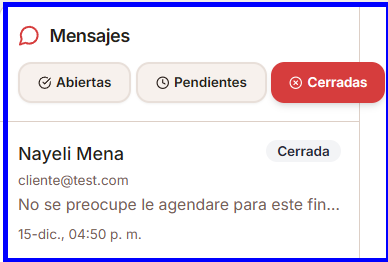 Mensajes
Abiertas Pendientes Cerradas
Nayeli Mena Cerrada
cliente@test.com
No se preocupe le agendare para este fin...
15-dic., 04:50 p. m.